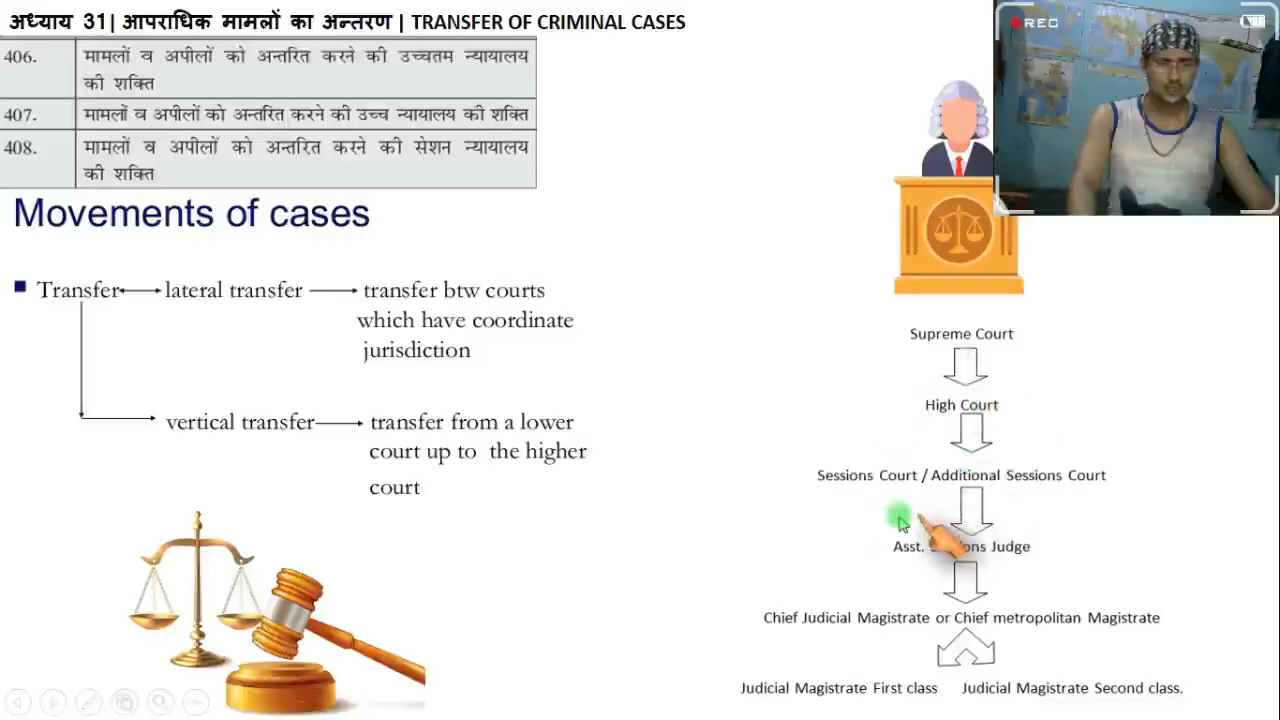 अध्याय 31| आपराधिक मामलों का अन्तरण | TRANSFER OF CRIMINAL CASES
REC
406. मामलों व अपीलों को अन्तरित करने की उच्चतम न्यायालय
की शक्ति
407. मामलों व अपीलों को अन्तरित करने की उच्च न्यायालय की शक्ति
408. मामलों व अपीलों को अन्तरित करने की सेशन न्यायालय
की शक्ति
Movements of cases
Transfer lateral transfer transfer btw courts
which have coordinate
jurisdiction
vertical transfer transfer from a lower
court up to the higher
court
Supreme Court
High Court
Sessions Court / Additional Sessions Court
Asst. Judge
Chief Judicial Magistrate or Chief metropolitan Magistrate
Judicial Magistrate First class Judicial Magistrate Second class.